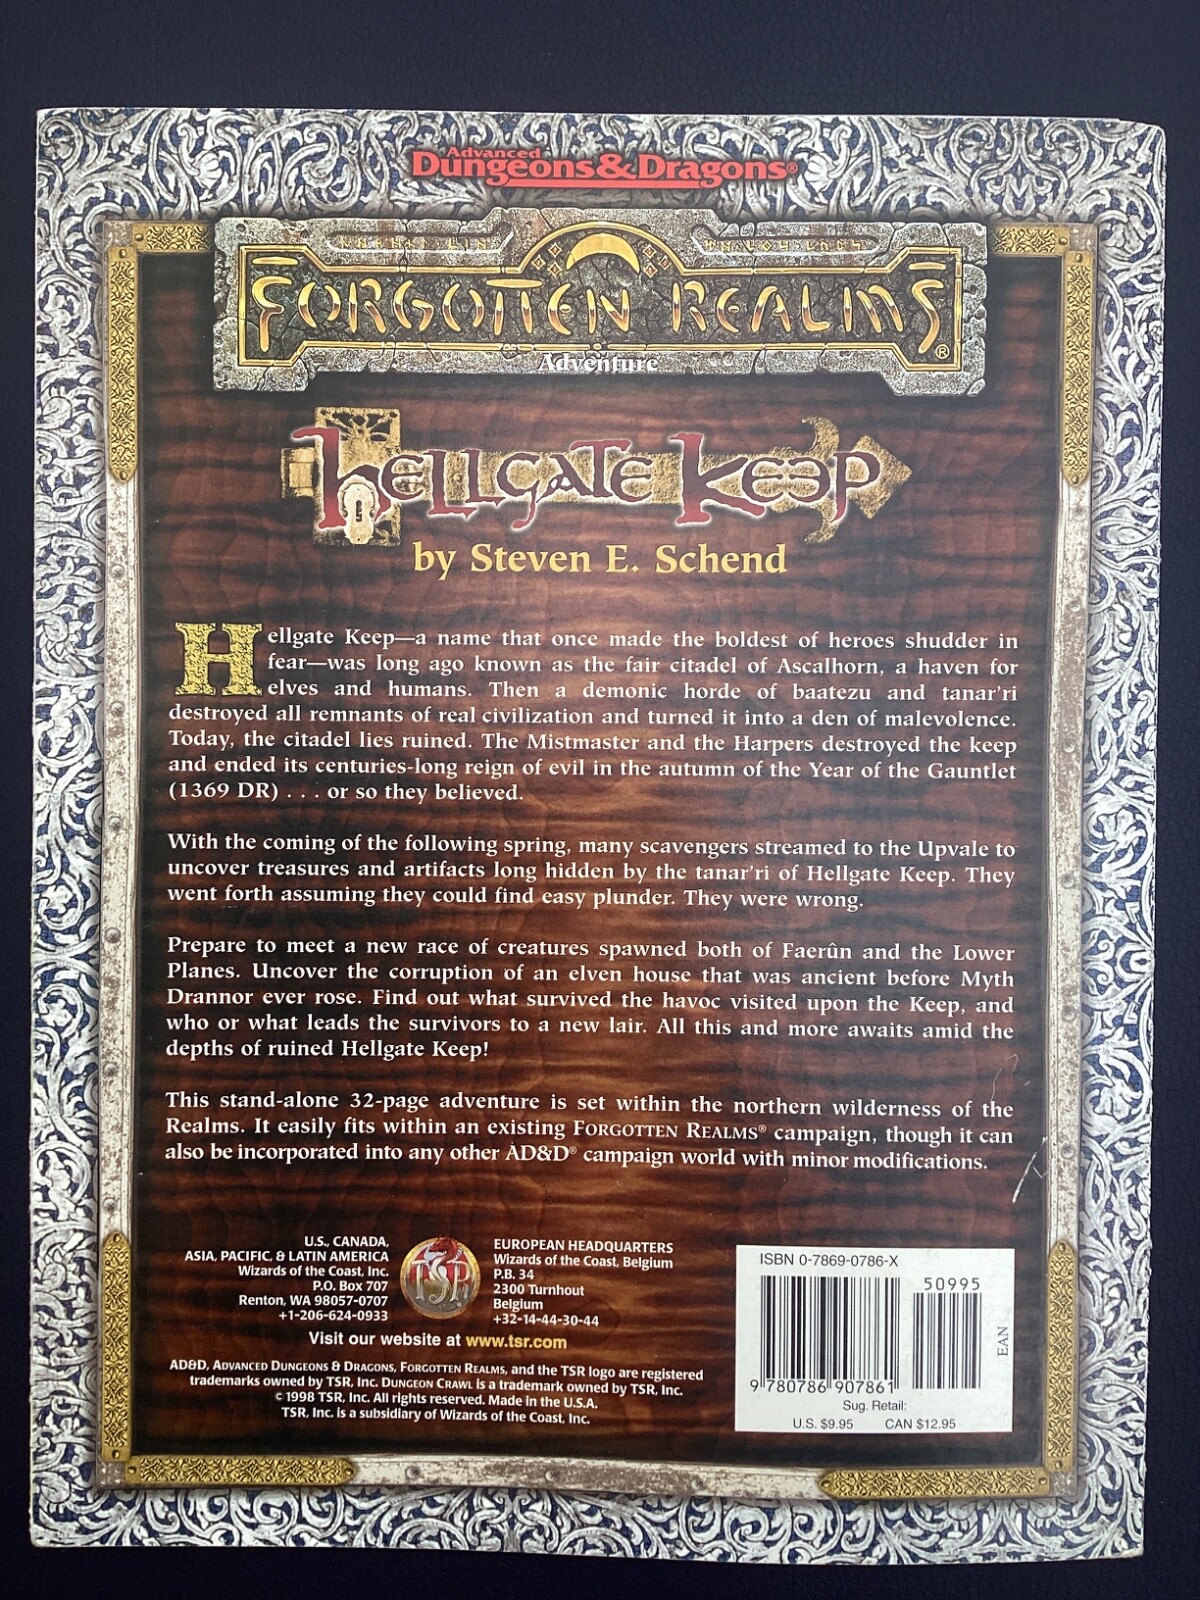 Advanced
Dungeons & Dragons®
FORGOTTEN REALMS®
Adventure
Hellgate Keep
by Steven E. Schend
Hellgate Keep—a name that once made the boldest of heroes shudder in
fear—was long ago known as the fair citadel of Ascalhorn, a haven for
elves and humans. Then a demonic horde of baatezu and tanar'ri
destroyed all remnants of real civilization and turned it into a den of malevolence.
Today, the citadel lies ruined. The Mistmaster and the Harpers destroyed the keep
and ended its centuries-long reign of evil in the autumn of the Year of the Gauntlet
(1369 DR) . . . or so they believed.
With the coming of the following spring, many scavengers streamed to the Upvale to
uncover treasures and artifacts long hidden by the tanar'ri of Hellgate Keep. They
went forth assuming they could find easy plunder. They were wrong.
Prepare to meet a new race of creatures spawned both of Faerûn and the Lower
Planes. Uncover the corruption of an elven house that was ancient before Myth
Drannor ever rose. Find out what survived the havoc visited upon the Keep, and
who or what leads the survivors to a new lair. All this and more awaits amid the
depths of ruined Hellgate Keep!
This stand-alone 32-page adventure is set within the northern wilderness of the
Realms. It easily fits within an existing FORGOTTEN REALMS® campaign, though it can
also be incorporated into any other AD&D® campaign world with minor modifications.
U.S., CANADA,
ASIA, PACIFIC, & LATIN AMERICA
Wizards of the Coast, Inc.
P.O. Box 707
Renton, WA 98057-0707
+1-206-624-0933
TSR
EUROPEAN HEADQUARTERS
Wizards of the Coast, Belgium
P.B. 34
2300 Turnhout
Belgium
+32-14-44-30-44
Visit our website at www.tsr.com
AD&D, ADVANCED DUNGEONS & DRAGONS, FORGOTTEN REALMS, and the TSR logo are registered
trademarks owned by TSR, Inc. DUNGEON CRAWL is a trademark owned by TSR, Inc.
© 1998 TSR, Inc. All rights reserved. Made in the U.S.A.
TSR, Inc. is a subsidiary of Wizards of the Coast, Inc.
ISBN 0-7869-0786-X
50995
EAN
9 780786 907861
Sug. Retail:
U.S. $9.95 CAN $12.95